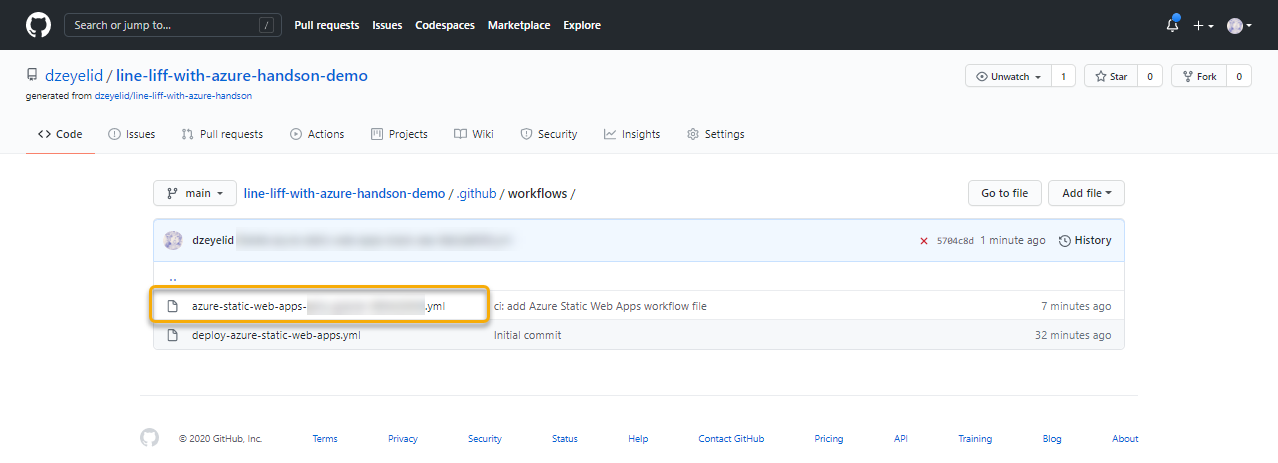 Search or jump to... / Pull requests Issues Codespaces Marketplace Explore
dzeyelid / line-liff-with-azure-handson-demo Unwatch 1 Star 0 Fork 0
generated from dzeyelid/line-liff-with-azure-handson
Code Issues Pull requests Actions Projects Wiki Security Insights Settings
main line-liff-with-azure-handson-demo / .github / workflows / Go to file Add file
dzeyelid 5704c8d 1 minute ago History
..
azure-static-web-apps- .yml ci: add Azure Static Web Apps workflow file 7 minutes ago
deploy-azure-static-web-apps.yml Initial commit 32 minutes ago
© 2020 GitHub, Inc. Terms Privacy Security Status Help Contact GitHub Pricing API Training Blog About